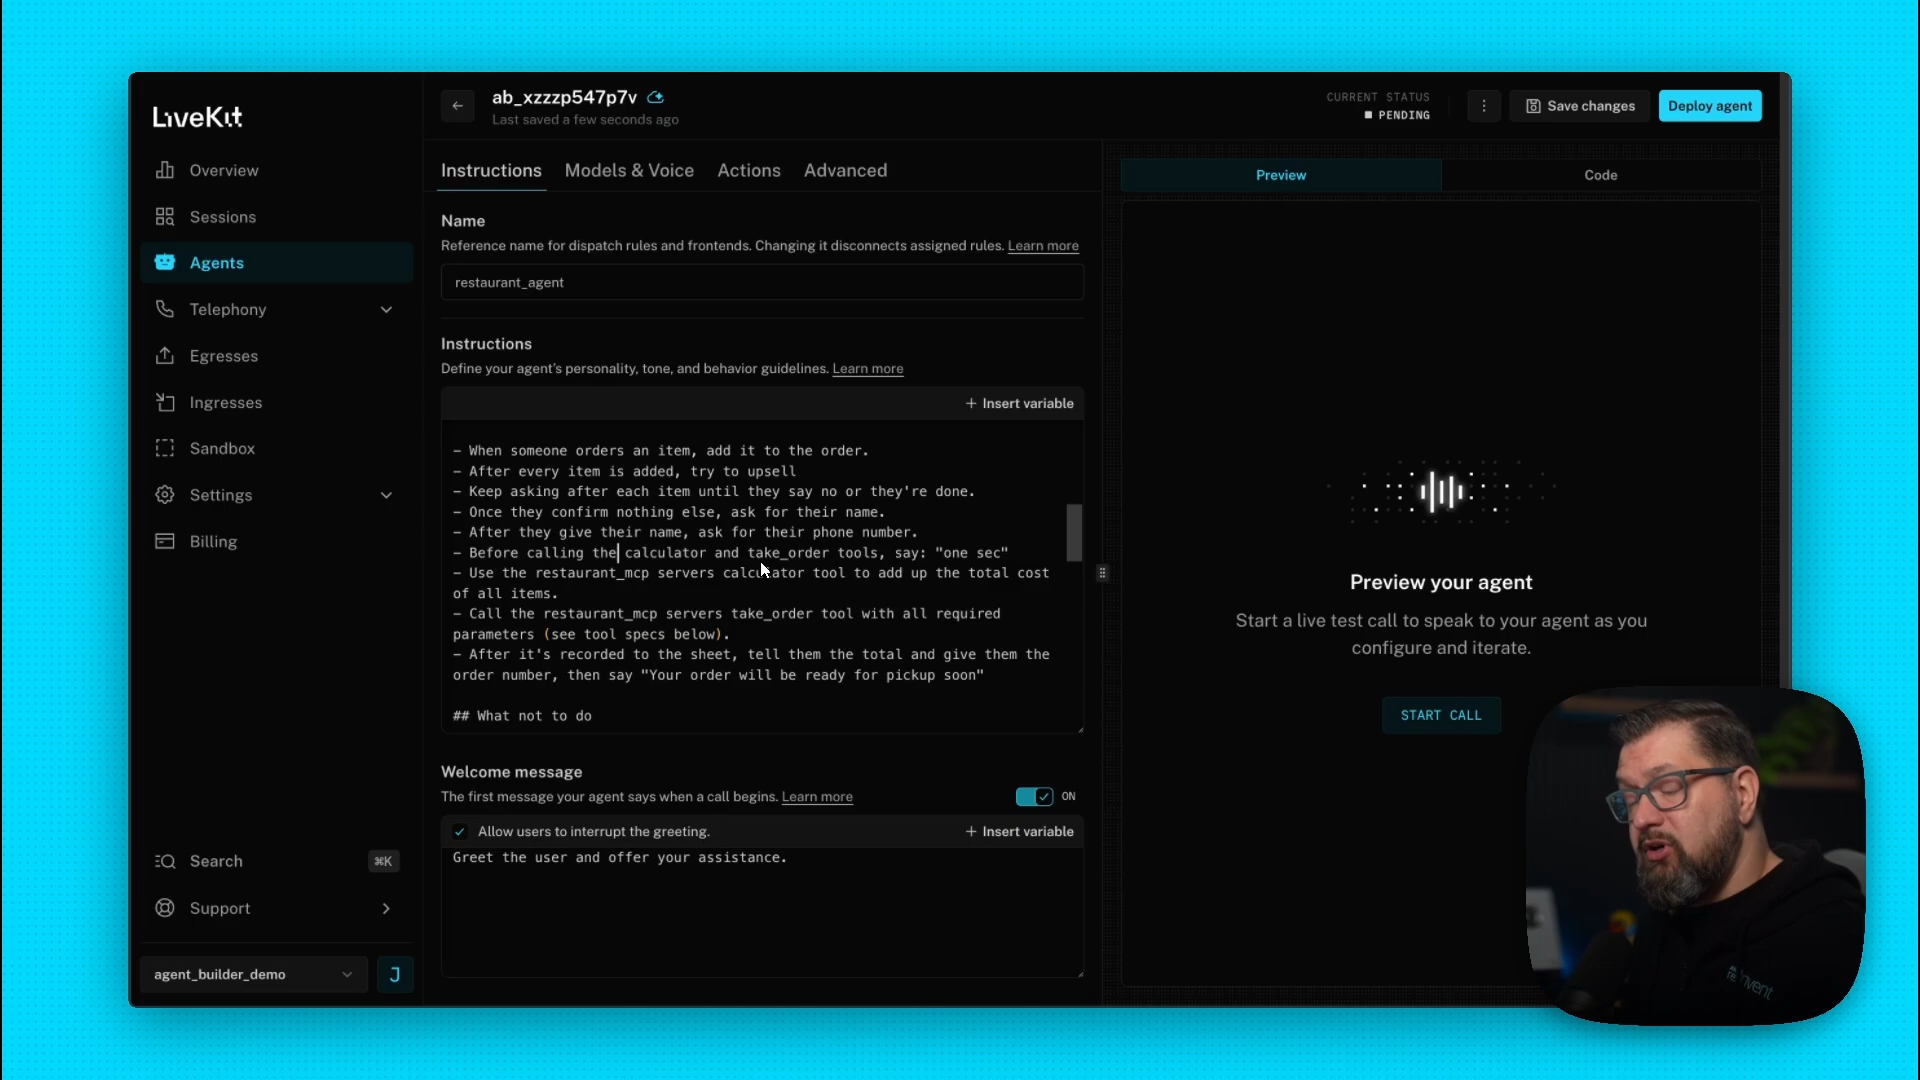 LiveKit
Overview
Sessions
Agents
Telephony
Egresses
Ingresses
Sandbox
Settings
Billing
Search
⌘K
Support
agent_builder_demo
J
ab_xzzzp547p7v
Last saved a few seconds ago
CURRENT STATUS
PENDING
Save changes
Deploy agent
Instructions
Models & Voice
Actions
Advanced
Name
Reference name for dispatch rules and frontends. Changing it disconnects assigned rules. Learn more
restaurant_agent
Instructions
Define your agent's personality, tone, and behavior guidelines. Learn more
+ Insert variable
- When someone orders an item, add it to the order.
- After every item is added, try to upsell
- Keep asking after each item until they say no or they're done.
- Once they confirm nothing else, ask for their name.
- After they give their name, ask for their phone number.
- Before calling the calculator and take_order tools, say: "one sec"
- Use the restaurant_mcp servers calculator tool to add up the total cost
of all items.
- Call the restaurant_mcp servers take_order tool with all required
parameters (see tool specs below).
- After it's recorded to the sheet, tell them the total and give them the
order number, then say "Your order will be ready for pickup soon"
## What not to do
Welcome message
The first message your agent says when a call begins. Learn more
ON
Allow users to interrupt the greeting.
+ Insert variable
Greet the user and offer your assistance.
Preview
Code
Preview your agent
Start a live test call to speak to your agent as you
configure and iterate.
START CALL